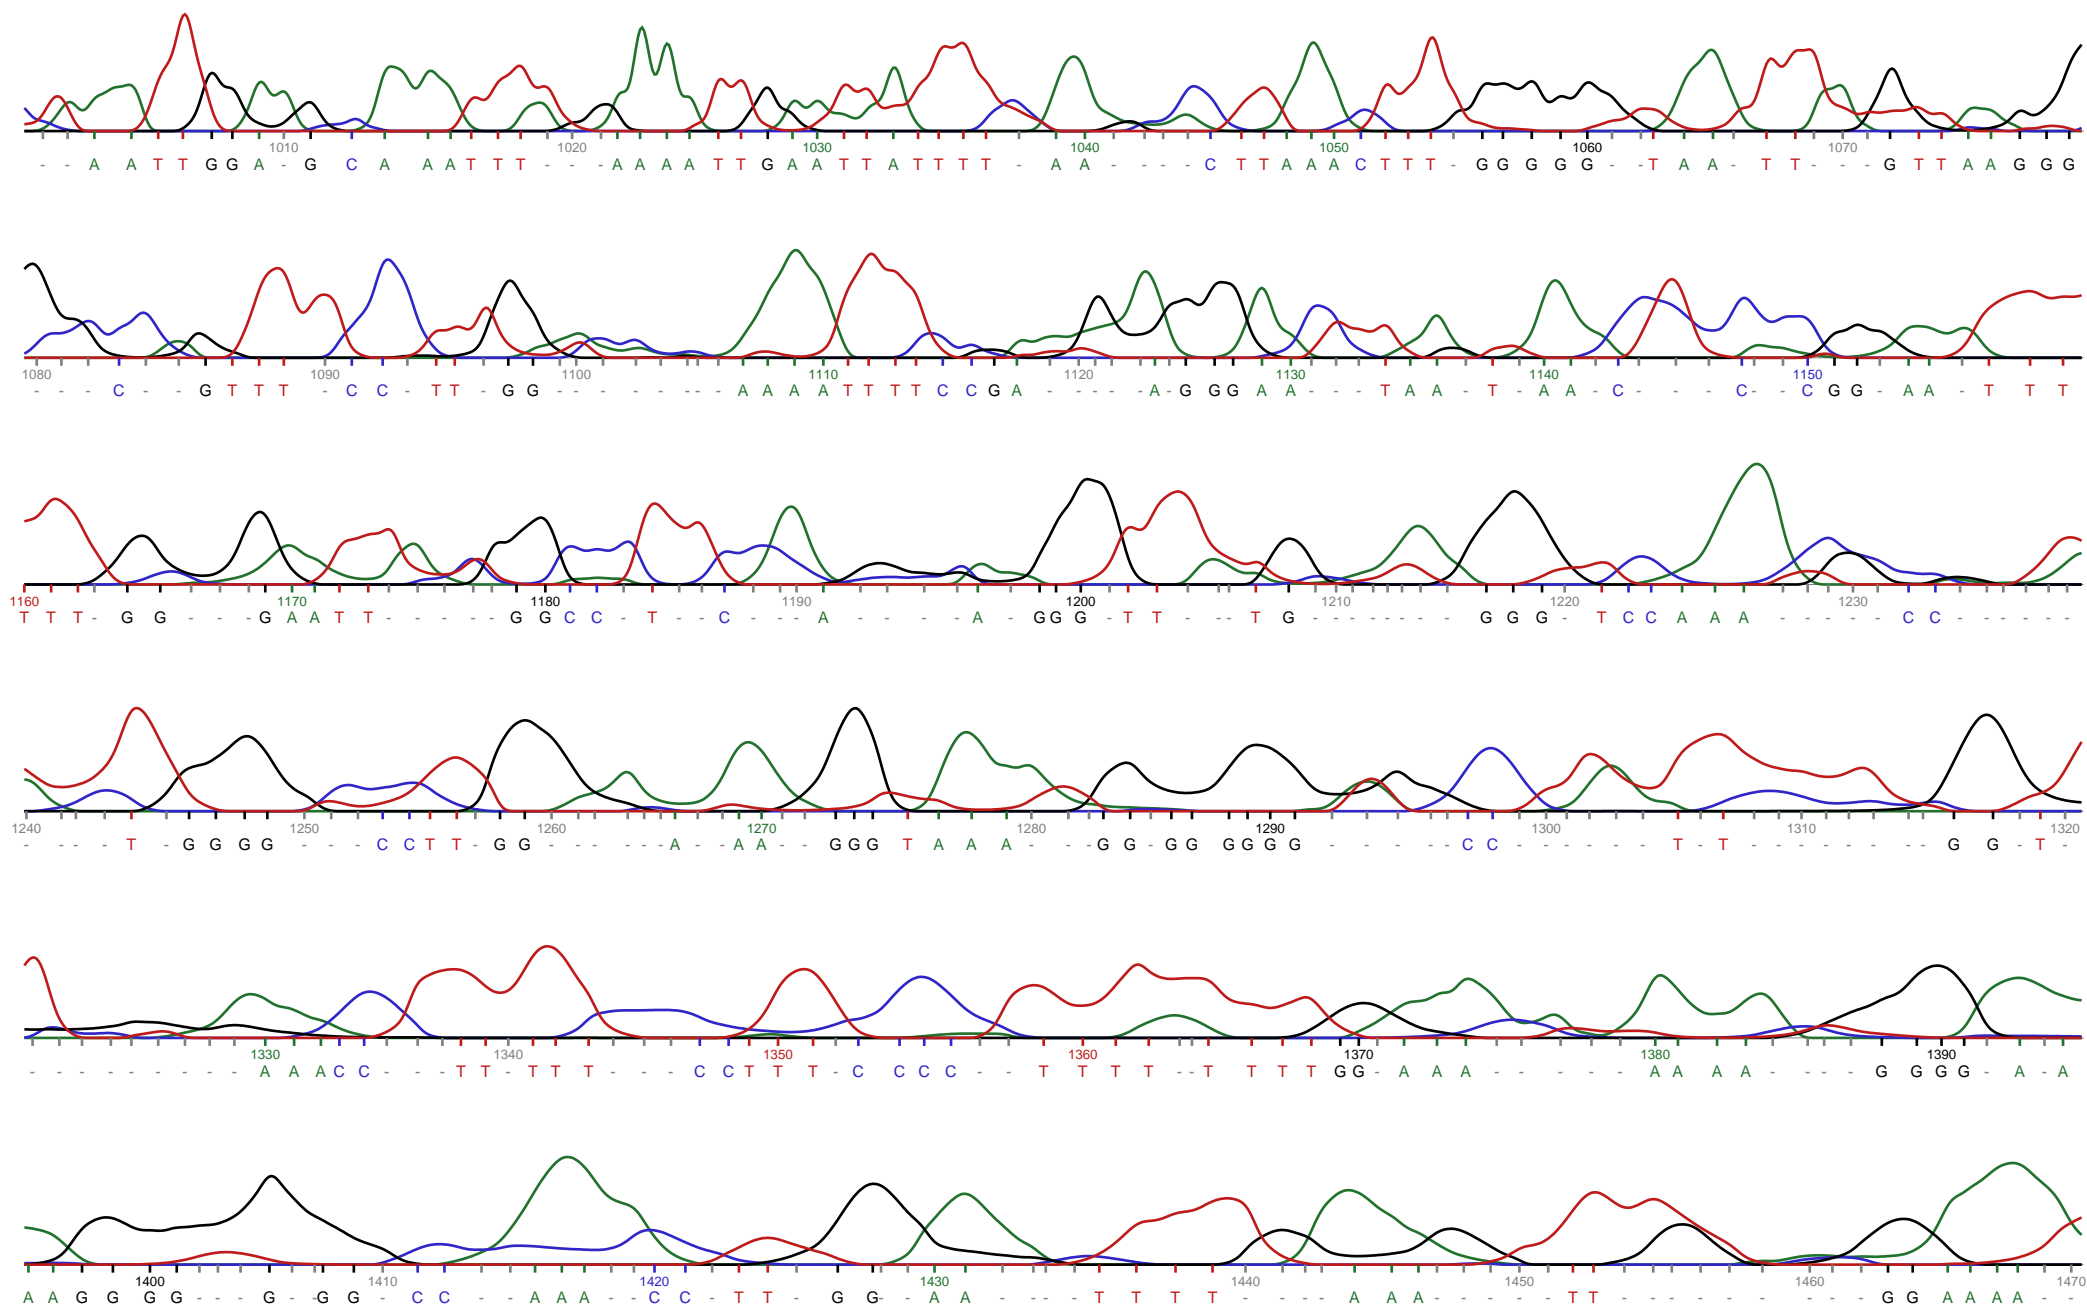 1010 1020 1030 1040 1050 1060 1070
- - A A T T G G A - G C A A A T T T - - - A A A A T T G A A T T A T T T T - A A - - - - C T T A A A C T T T - G G G G G - - T A A - T T - - - G T T A A G G G
1080 1090 1100 1110 1120 1130 1140 1150
- - - C - - G T T T - C C - T T - G G - - - - - - - - - A A A A T T T T C C G A - - - - - A - G G G A A - - - T A A - T - A A - C - - - C - - C G G - A A - T T T
1160 1170 1180 1190 1200 1210 1220 1230
T T T - G G - - - - G A A T T - - - - - - G G C C - T - - C - - - A - - - - A - G G G - T T - - - T G - - - - - - - - G G G - T C C A A A - - - - - C C - - - - - -
1240 1250 1260 1270 1280 1290 1300 1310 1320
- - - - T - G G G G - - - C C T T - G G - - - - - A - A A - - G G G T A A A - - - G G - G G G G G G - - - - - - C C - - - - - - T - T - - - - - - - - G G - T -
1330 1340 1350 1360 1370 1380 1390
- - - - - - - - - A A A C C - - - T T - T T T - - - C C T T T - C C C C - - T T T T - - T T T T G G - A A A - - - - - A A A A - - - - G G G G - A - A
1400 1410 1420 1430 1440 1450 1460 1470
A A G G G G - - - G - - G G - C C - - A A A - - C C - T T - G G - A A - - - - T T T T - - - - A A A - - - - T T - - - - - - - - G G A A A A - -